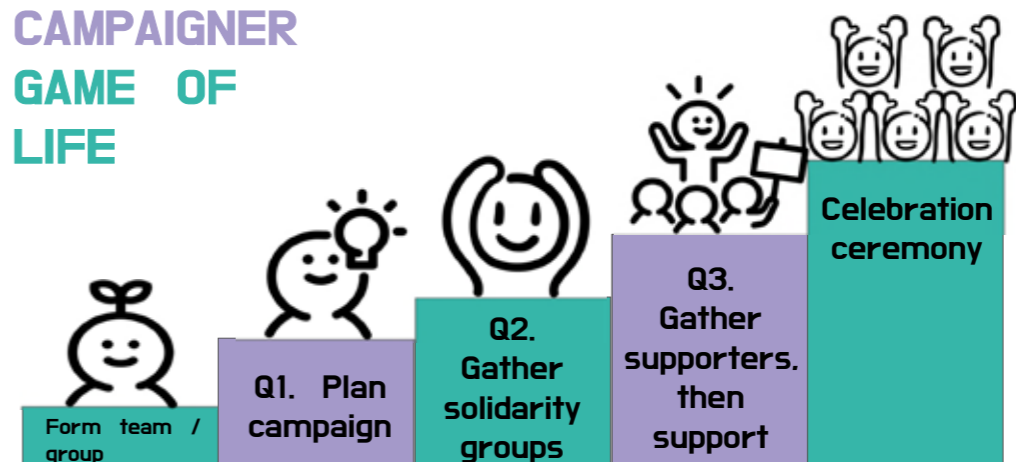 CAMPAIGNER
GAME OF
LIFE
Form team /
group
Q1. Plan
campaign
Q2.
Gather
solidarity
groups
Q3.
Gather
supporters,
then
support
Celebration
ceremony